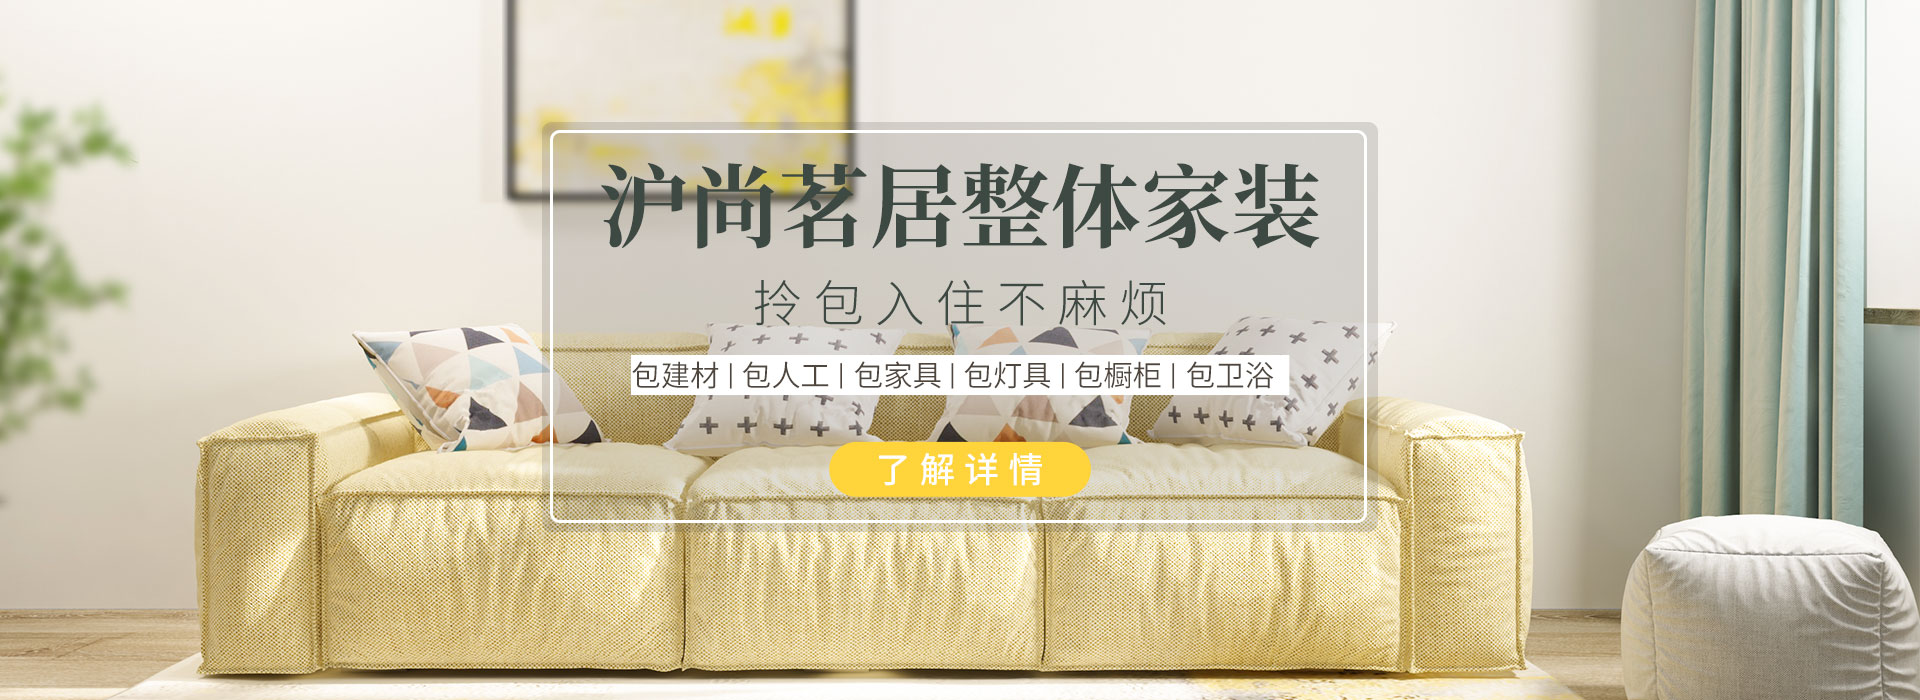 沪尚茗居整体家装
拎包入住不麻烦
包建材 | 包人工 | 包家具 | 包灯具 | 包橱柜 | 包卫浴
了解详情